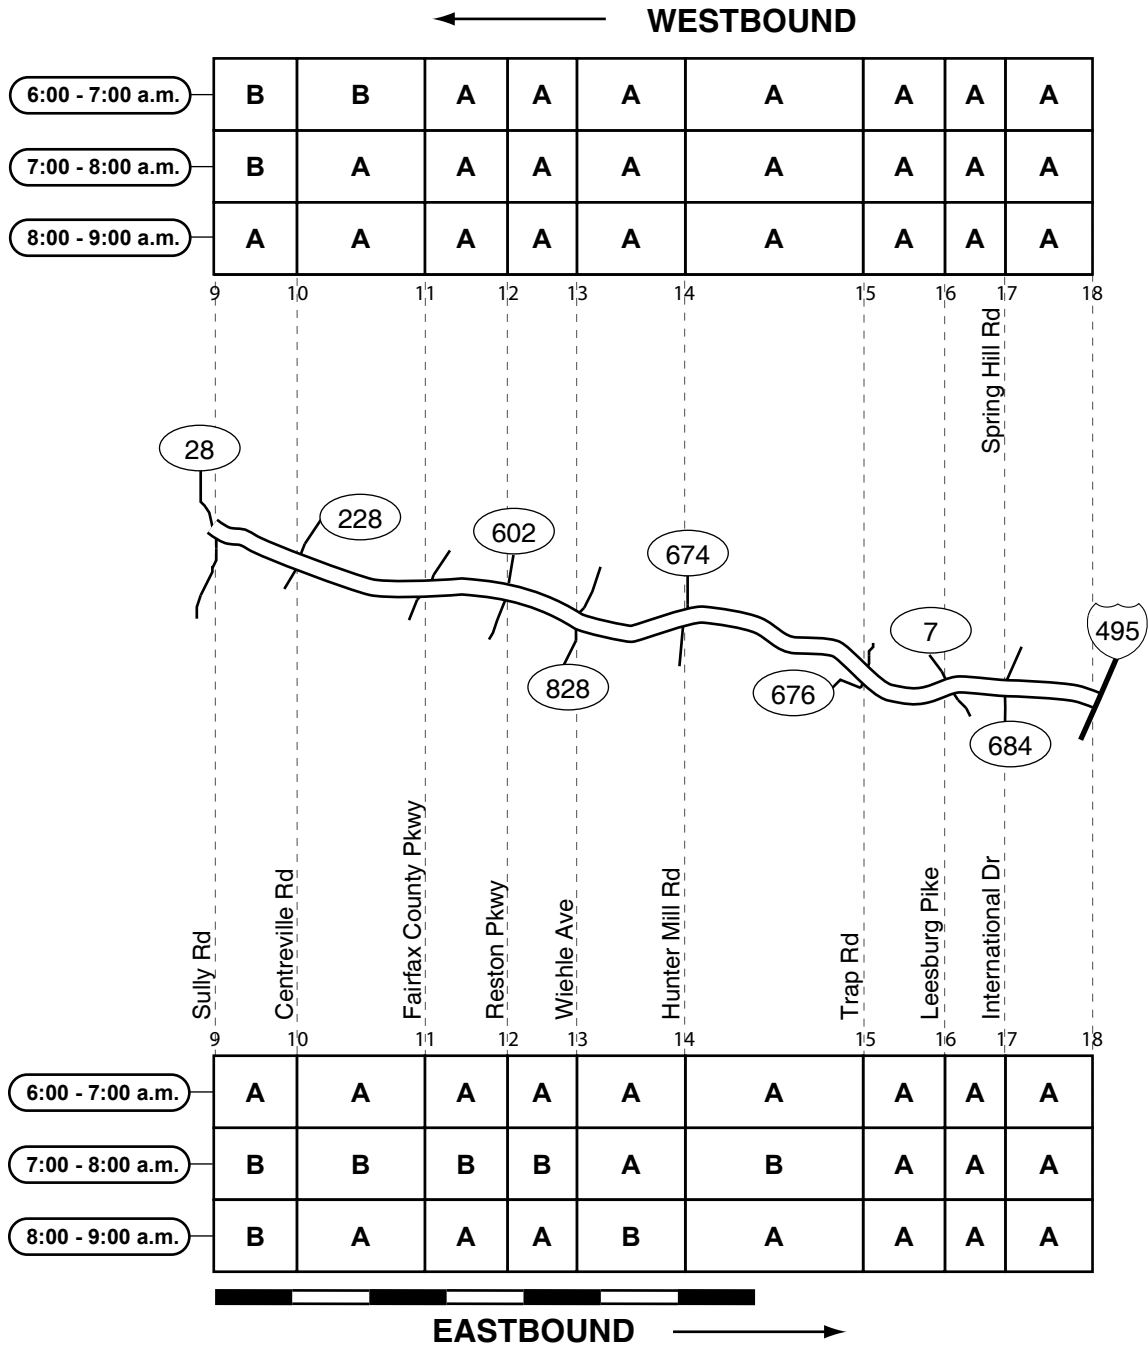 WESTBOUND
6:00 - 7:00 a.m. B B A A A A A A A
7:00 - 8:00 a.m. B A A A A A A A A
8:00 - 9:00 a.m. A A A A A A A A A
9 10 11 12 13 14 15 16 17 18
Spring Hill Rd
28
228
602
674
7
495
828
676
684
Sully Rd
Centreville Rd
Fairfax County Pkwy
Reston Pkwy
Wiehle Ave
Hunter Mill Rd
Trap Rd
Leesburg Pike
International Dr
9 10 11 12 13 14 15 16 17 18
6:00 - 7:00 a.m. A A A A A A A A A
7:00 - 8:00 a.m. B B B B A B A A A
8:00 - 9:00 a.m. B A A A B A A A A
EASTBOUND